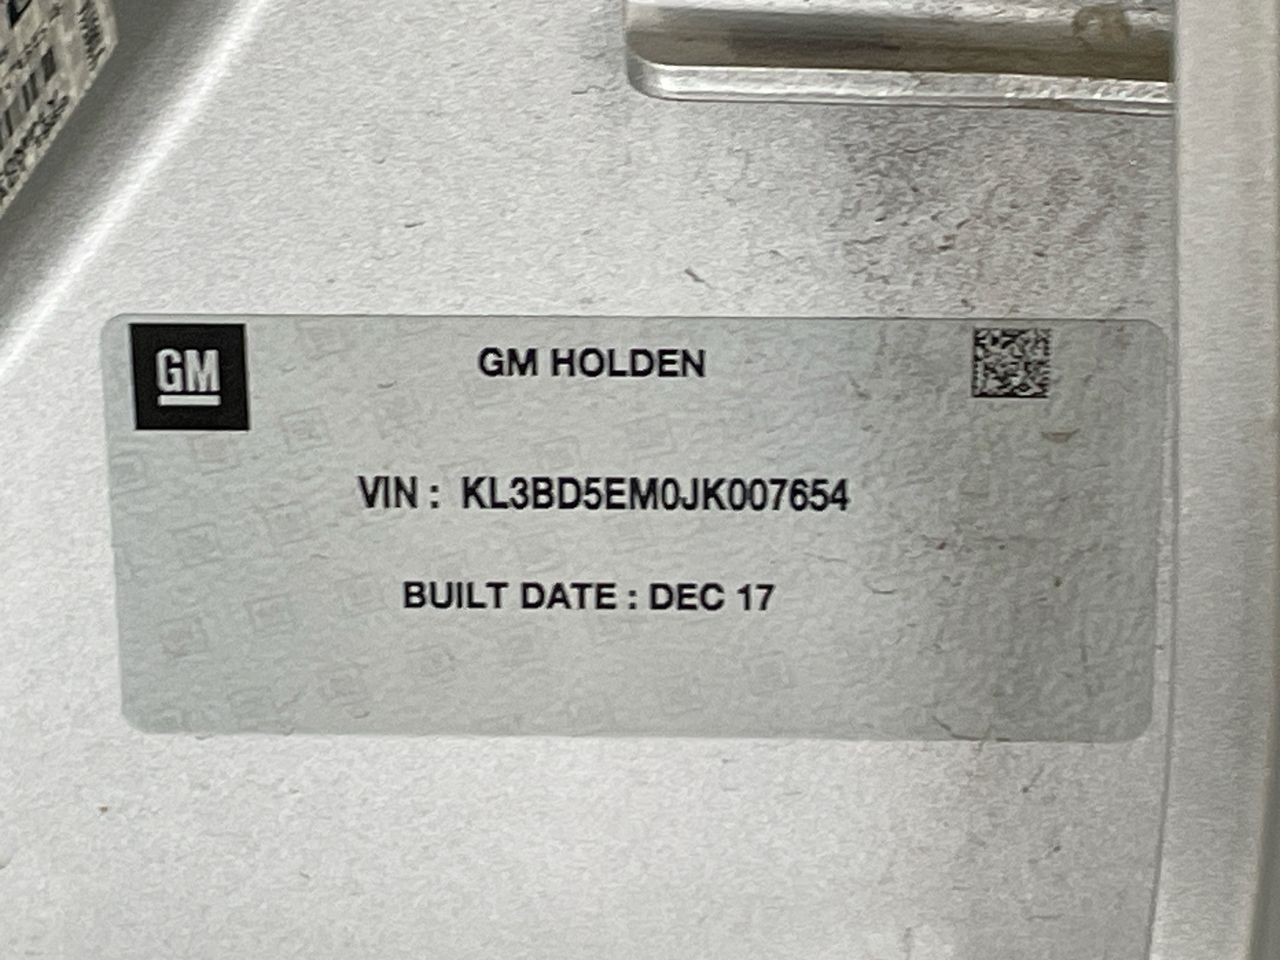 GM
GM HOLDEN
VIN : KL3BD5EM0JK007654
BUILT DATE : DEC 17